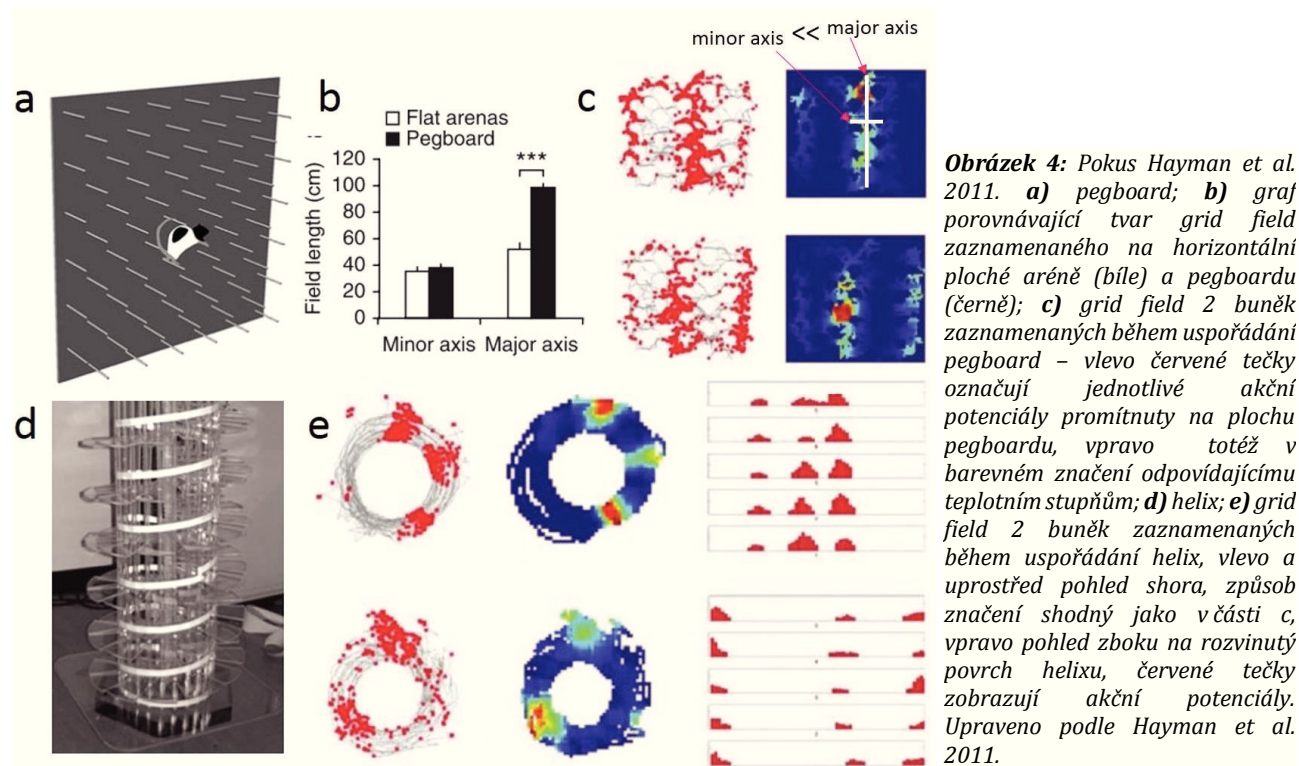 minor axis << major axis
a
b
c
Flat arenas
Pegboard
***
120
100
80
60
40
20
0
Field length (cm)
Minor axis Major axis
d
e
Obrázek 4: Pokus Hayman et al.
2011. a) pegboard; b) graf
porovnávající tvar grid field
zaznamenaného na horizontální
ploché aréně (bíle) a pegboardu
(černě); c) grid field 2 buněk
zaznamenaných během uspořádání
pegboard – vlevo červené tečky
označují jednotlivé akční
potenciály promítnuty na plochu
pegboardu, vpravo totéž v
barevném značení odpovídajícímu
teplotním stupňům; d) helix; e) grid
field 2 buněk zaznamenaných
během uspořádání helix, vlevo a
uprostřed pohled shora, způsob
značení shodný jako v části c,
vpravo pohled zboku na rozvinutý
povrch helixu, červené tečky
zobrazují akční potenciály.
Upraveno podle Hayman et al.
2011.